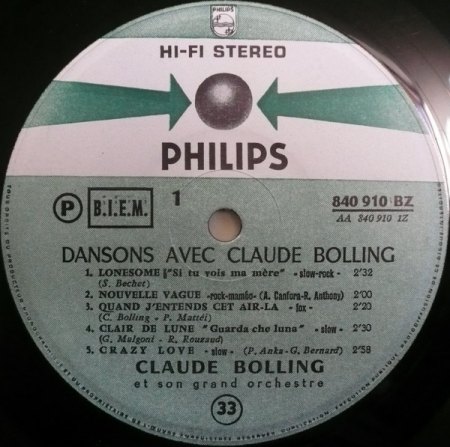 PHILIPS
HI-FI STEREO
PHILIPS
P B.I.E.M. 1 840 910 BZ
AA 840 910 1Z
DANSONS AVEC CLAUDE BOLLING
1. LONESOME "Si tu vois ma mère" -slow-rock- 2'32
(S. Bechet)
2. NOUVELLE VAGUE -rock-mambo- (A. Canfora-R. Anthony) 2'00
3. QUAND J'ENTENDS CET AIR-LA - fox - 2'20
(C. Bolling - P. Mattéi)
4. CLAIR DE LUNE "Guarda che luna" - slow - 2'30
(G. Malgoni - R. Rouzaud)
5. CRAZY LOVE - slow - (P. Anka-G. Bernard) 2'58
CLAUDE BOLLING
et son grand orchestre
33